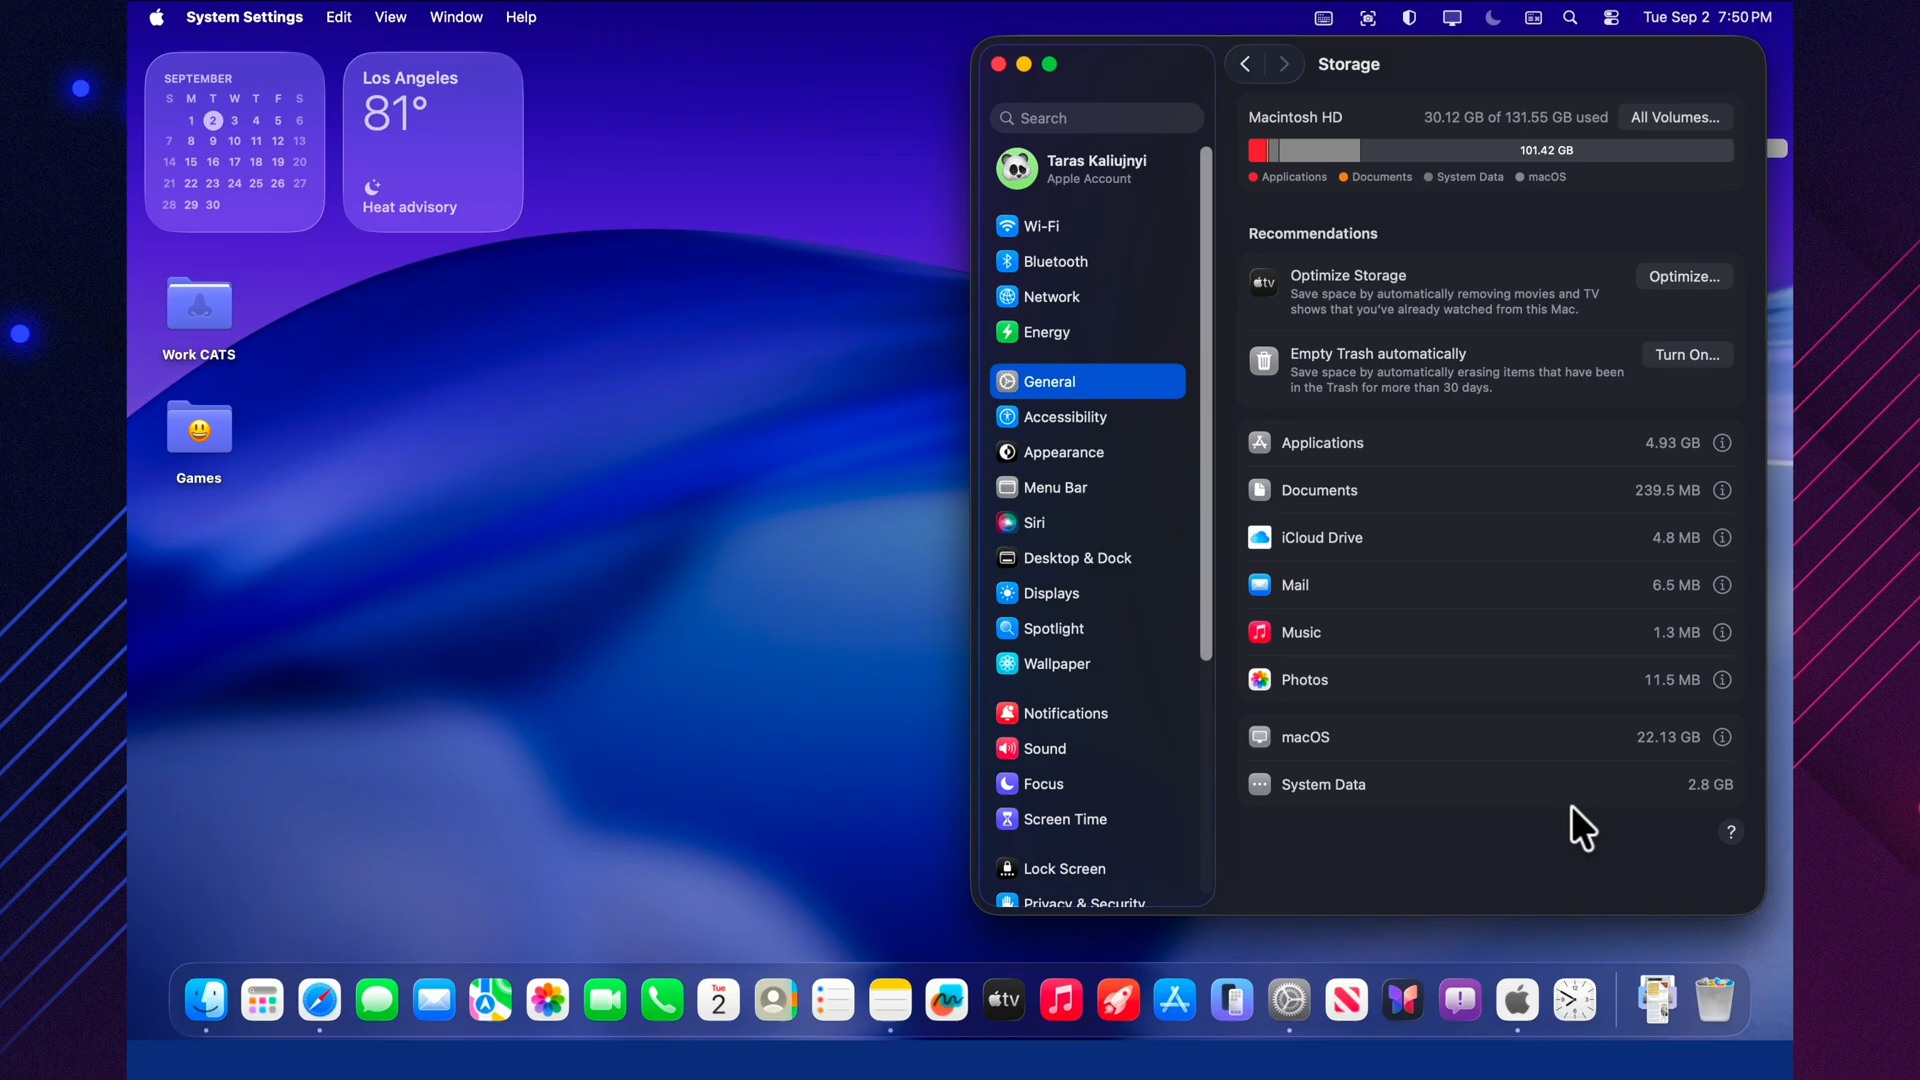 System Settings Edit View Window Help
Tue Sep 2 7:50 PM
SEPTEMBER
S M T W T F S
1 2 3 4 5 6
7 8 9 10 11 12 13
14 15 16 17 18 19 20
21 22 23 24 25 26 27
28 29 30
Los Angeles
81°
Heat advisory
Work CATS
Games
Search
Taras Kaliujnyi
Apple Account
Wi-Fi
Bluetooth
Network
Energy
General
Accessibility
Appearance
Menu Bar
Siri
Desktop & Dock
Displays
Spotlight
Wallpaper
Notifications
Sound
Focus
Screen Time
Lock Screen
Privacy & Security
Storage
Macintosh HD 30.12 GB of 131.55 GB used All Volumes...
101.42 GB
Applications Documents System Data macOS
Recommendations
tv
Optimize Storage
Save space by automatically removing movies and TV
shows that you've already watched from this Mac.
Optimize...
Empty Trash automatically
Save space by automatically erasing items that have been
in the Trash for more than 30 days.
Turn On...
Applications 4.93 GB
Documents 239.5 MB
iCloud Drive 4.8 MB
Mail 6.5 MB
Music 1.3 MB
Photos 11.5 MB
macOS 22.13 GB
System Data 2.8 GB
?
Tue
2
tv